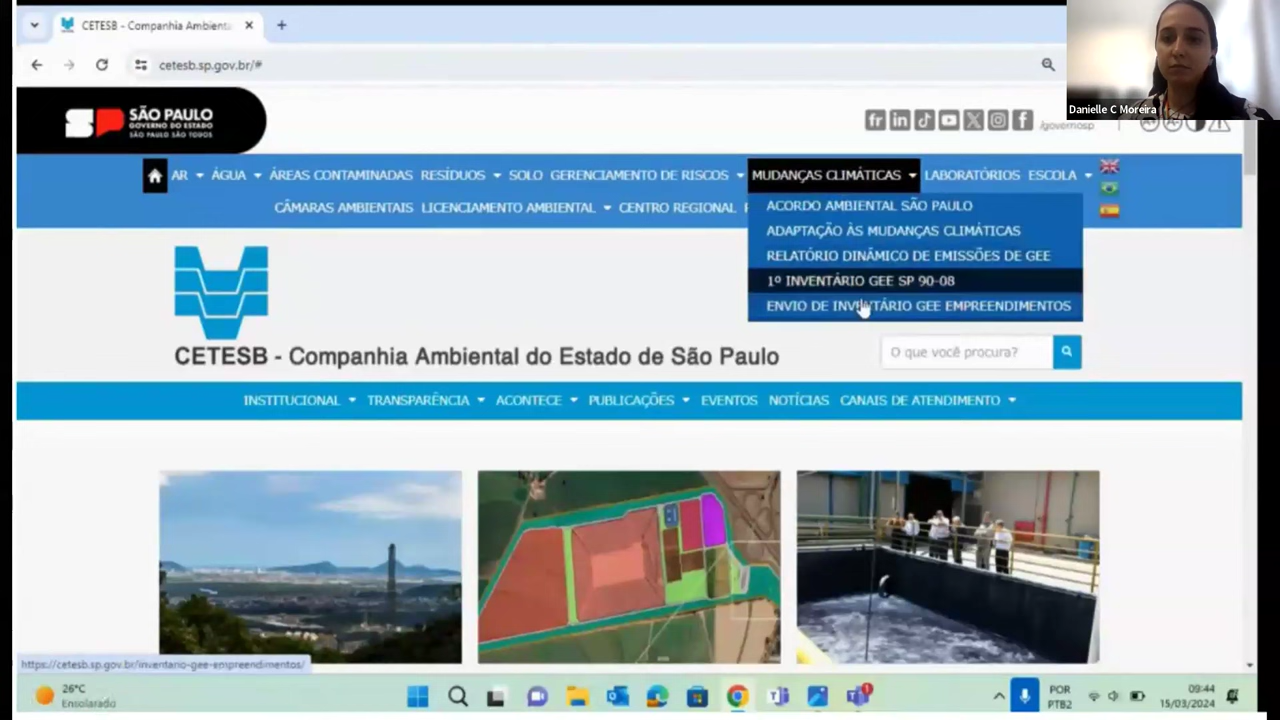 CETESB - Companhia Ambient
cetesb.sp.gov.br/#
Danielle C Moreira
SÃO PAULO
GOVERNO DO ESTADO
SÃO PAULO SÃO TODOS
/governosp
AR ÁGUA ÁREAS CONTAMINADAS RESÍDUOS SOLO GERENCIAMENTO DE RISCOS MUDANÇAS CLIMÁTICAS LABORATÓRIOS ESCOLA
CÂMARAS AMBIENTAIS LICENCIAMENTO AMBIENTAL CENTRO REGIONAL
ACORDO AMBIENTAL SÃO PAULO
ADAPTAÇÃO ÀS MUDANÇAS CLIMÁTICAS
RELATÓRIO DINÂMICO DE EMISSÕES DE GEE
1º INVENTÁRIO GEE SP 90-08
ENVIO DE INVENTÁRIO GEE EMPREENDIMENTOS
CETESB - Companhia Ambiental do Estado de São Paulo
O que você procura?
INSTITUCIONAL TRANSPARÊNCIA ACONTECE PUBLICAÇÕES EVENTOS NOTÍCIAS CANAIS DE ATENDIMENTO
https://cetesb.sp.gov.br/inventario-gee-empreendimentos/
26°C
Ensolarado
POR
PTB2
09:44
15/03/2024